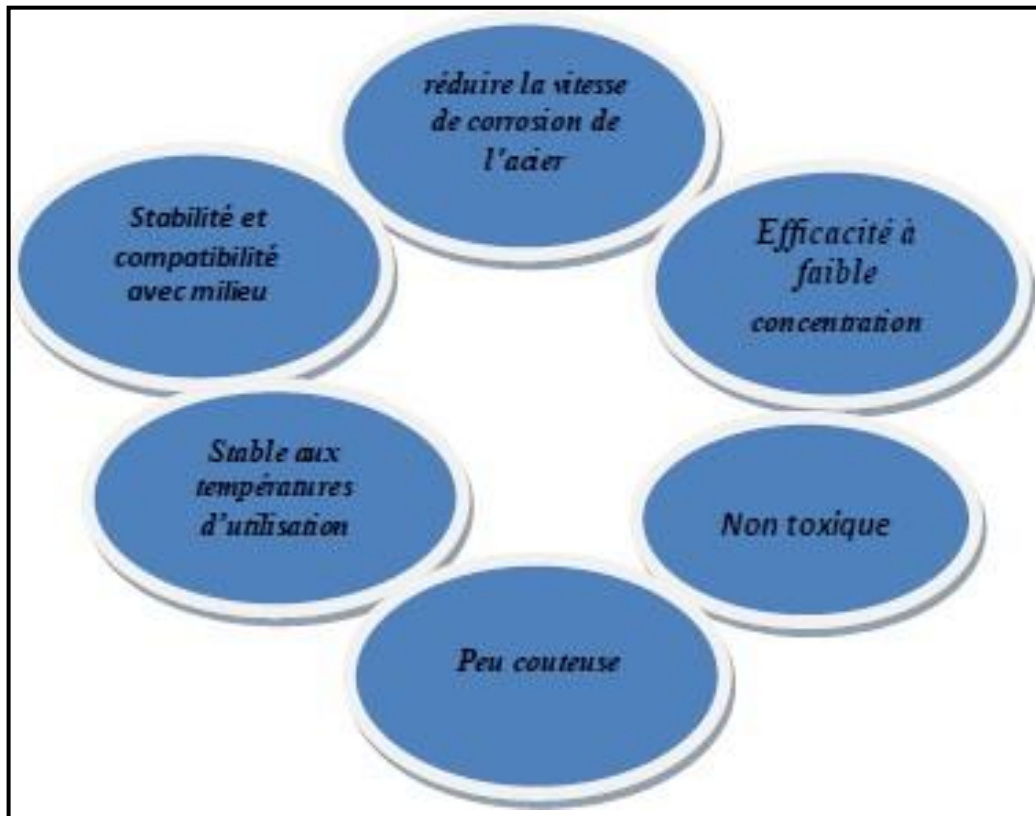 réduire la vitesse
de corrosion de
l'acier
Stabilité et
compatibilité
avec milieu
Efficacité à
faible
concentration
Stable aux
températures
d'utilisation
Non toxique
Peu couteuse